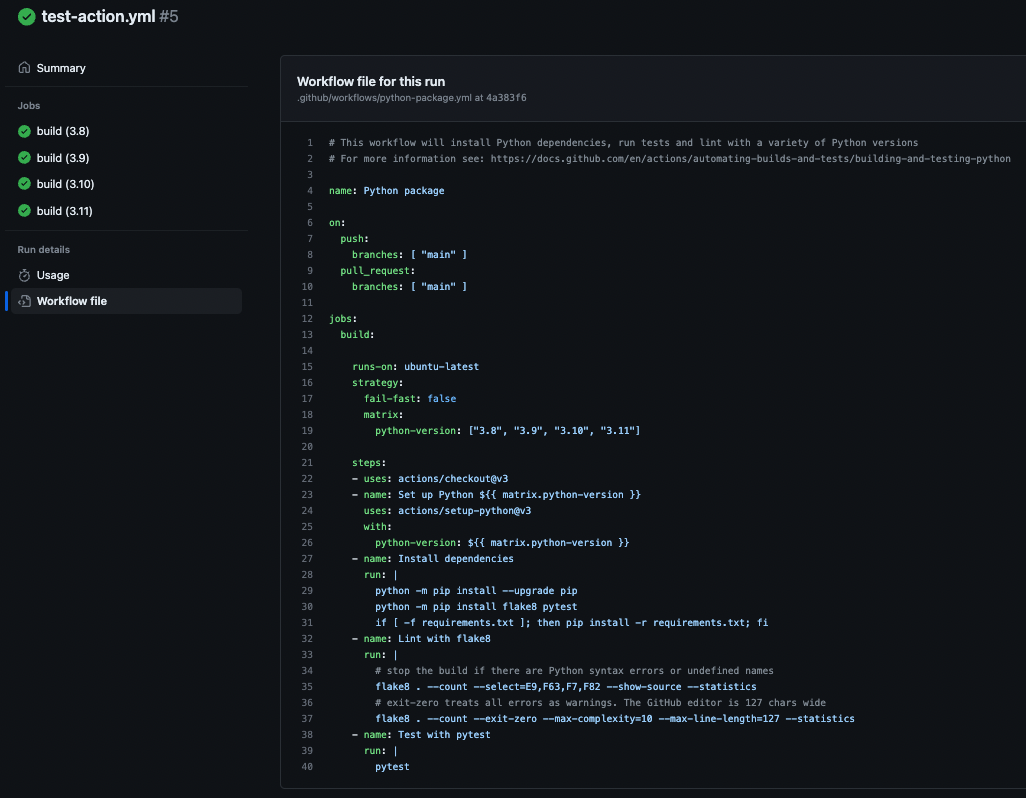 test-action.yml #5
Summary
Jobs
build (3.8)
build (3.9)
build (3.10)
build (3.11)
Run details
Usage
Workflow file
Workflow file for this run
.github/workflows/python-package.yml at 4a383f6
1 # This workflow will install Python dependencies, run tests and lint with a variety of Python versions
2 # For more information see: https://docs.github.com/en/actions/automating-builds-and-tests/building-and-testing-python
3
4 name: Python package
5
6 on:
7   push:
8     branches: [ "main" ]
9   pull_request:
10     branches: [ "main" ]
11
12 jobs:
13   build:
14
15     runs-on: ubuntu-latest
16     strategy:
17       fail-fast: false
18       matrix:
19         python-version: ["3.8", "3.9", "3.10", "3.11"]
20
21     steps:
22     - uses: actions/checkout@v3
23     - name: Set up Python ${{ matrix.python-version }}
24       uses: actions/setup-python@v3
25       with:
26         python-version: ${{ matrix.python-version }}
27     - name: Install dependencies
28       run: |
29         python -m pip install --upgrade pip
30         python -m pip install flake8 pytest
31         if [ -f requirements.txt ]; then pip install -r requirements.txt; fi
32     - name: Lint with flake8
33       run: |
34         # stop the build if there are Python syntax errors or undefined names
35         flake8 . --count --select=E9,F63,F7,F82 --show-source --statistics
36         # exit-zero treats all errors as warnings. The GitHub editor is 127 chars wide
37         flake8 . --count --exit-zero --max-complexity=10 --max-line-length=127 --statistics
38     - name: Test with pytest
39       run: |
40         pytest